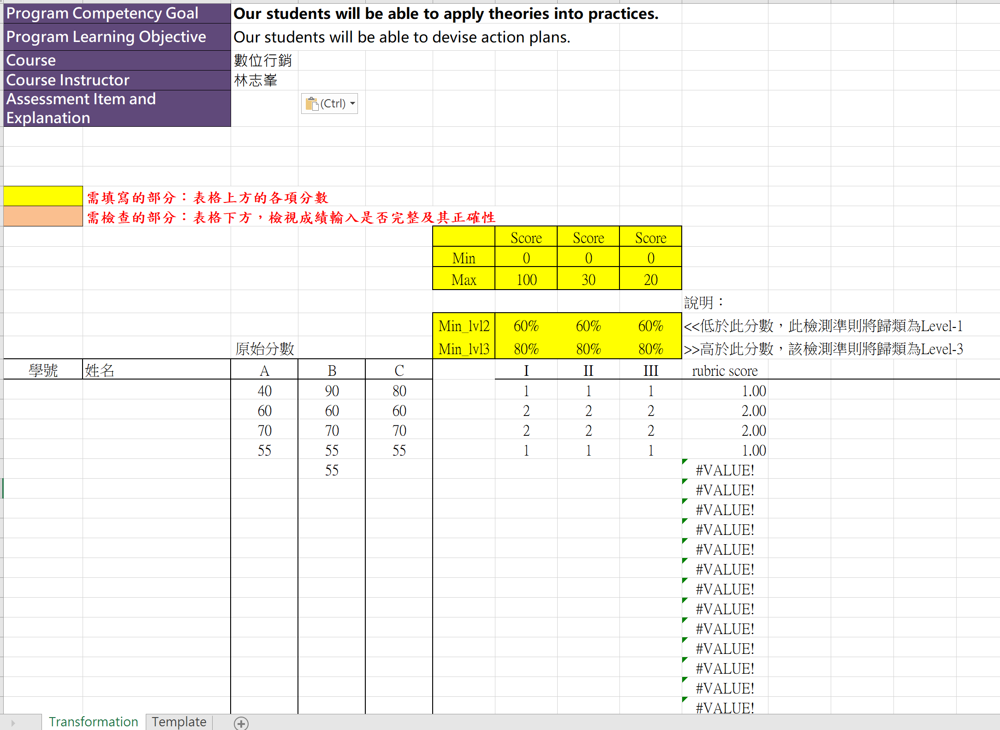 Program Competency Goal Our students will be able to apply theories into practices.
Program Learning Objective Our students will be able to devise action plans.
Course 數位行銷
Course Instructor 林志峯
Assessment Item and
Explanation
(Ctrl)
需填寫的部分：表格上方的各項分數
需檢查的部分：表格下方，檢視成績輸入是否完整及其正確性
Score Score Score
Min 0 0 0
Max 100 30 20
說明：
Min_lvl2 60% 60% 60% <<低於此分數，此檢測準則將歸類為Level-1
原始分數 Min_lvl3 80% 80% 80% >>高於此分數，該檢測準則將歸類為Level-3
學號 姓名 A B C I II III rubric score
40 90 80 1 1 1 1.00
60 60 60 2 2 2 2.00
70 70 70 2 2 2 2.00
55 55 55 1 1 1 1.00
55 #VALUE!
#VALUE!
#VALUE!
#VALUE!
#VALUE!
#VALUE!
#VALUE!
#VALUE!
#VALUE!
#VALUE!
#VALUE!
#VALUE!
#VALUE!
Transformation Template